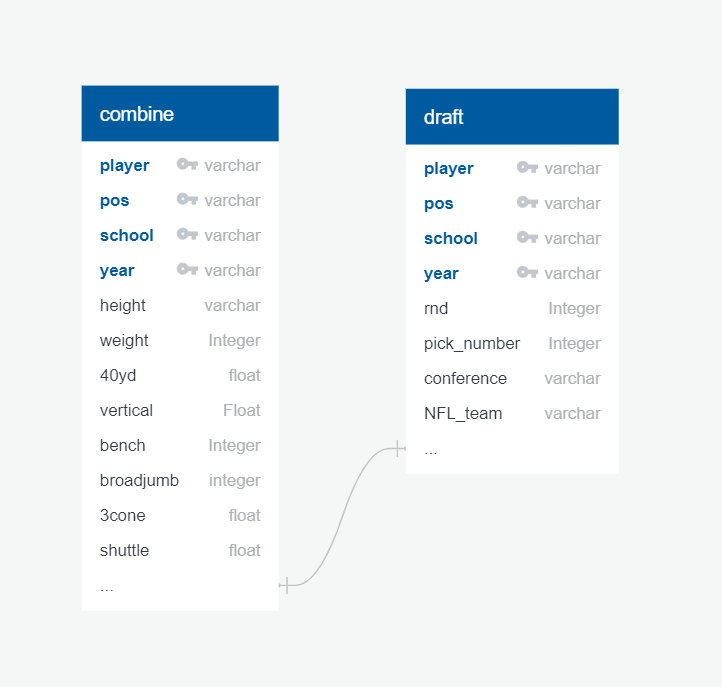 combine
player varchar
pos varchar
school varchar
year varchar
height varchar
weight Integer
40yd float
vertical Float
bench Integer
broadjumb integer
3cone float
shuttle float
...
draft
player varchar
pos varchar
school varchar
year varchar
rnd Integer
pick_number Integer
conference varchar
NFL_team varchar
...